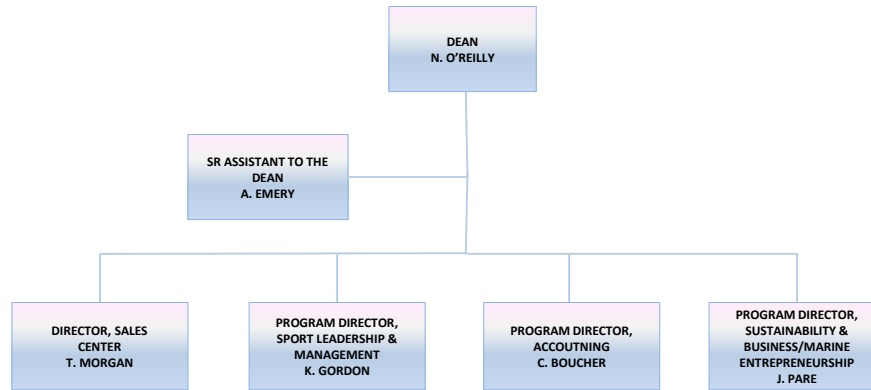 DEAN
N. O’REILLY
SR ASSISTANT TO THE
DEAN
A. EMERY
DIRECTOR, SALES
CENTER
T. MORGAN
PROGRAM DIRECTOR,
SPORT LEADERSHIP &
MANAGEMENT
K. GORDON
PROGRAM DIRECTOR,
ACCOUTNING
C. BOUCHER
PROGRAM DIRECTOR,
SUSTAINABILITY &
BUSINESS/MARINE
ENTREPRENEURSHIP
J. PARE